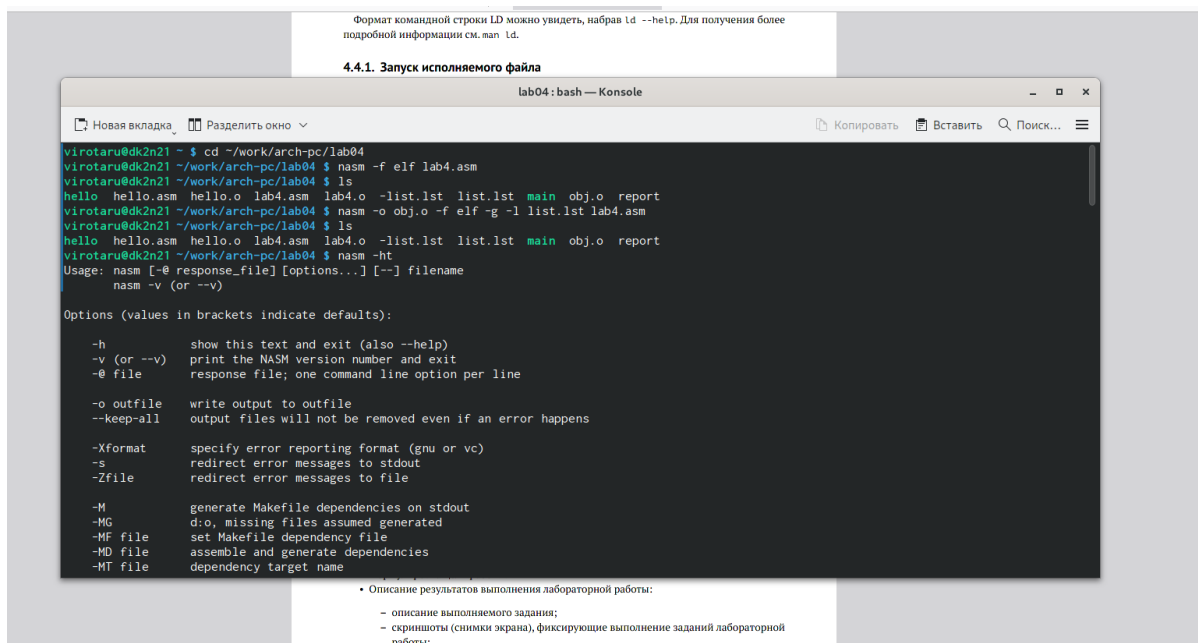 Формат командной строки LD можно увидеть, набрав ld --help. Для получения более
подробной информации см. man ld.
4.4.1. Запуск исполняемого файла
lab04 : bash — Konsole
Новая вкладка Разделить окно Копировать Вставить Поиск...
virotaru@dk2n21 ~ $ cd ~/work/arch-pc/lab04
virotaru@dk2n21 ~/work/arch-pc/lab04 $ nasm -f elf lab4.asm
virotaru@dk2n21 ~/work/arch-pc/lab04 $ ls
hello hello.asm hello.o lab4.asm lab4.o -list.lst list.lst main obj.o report
virotaru@dk2n21 ~/work/arch-pc/lab04 $ nasm -o obj.o -f elf -g -l list.lst lab4.asm
virotaru@dk2n21 ~/work/arch-pc/lab04 $ ls
hello hello.asm hello.o lab4.asm lab4.o -list.lst list.lst main obj.o report
virotaru@dk2n21 ~/work/arch-pc/lab04 $ nasm -ht
Usage: nasm [-@ response_file] [options...] [--] filename
nasm -v (or --v)
Options (values in brackets indicate defaults):
-h show this text and exit (also --help)
-v (or --v) print the NASM version number and exit
-@ file response file; one command line option per line
-o outfile write output to outfile
--keep-all output files will not be removed even if an error happens
-Xformat specify error reporting format (gnu or vc)
-s redirect error messages to stdout
-Zfile redirect error messages to file
-M generate Makefile dependencies on stdout
-MG d:o, missing files assumed generated
-MF file set Makefile dependency file
-MD file assemble and generate dependencies
-MT file dependency target name
• Описание результатов выполнения лабораторной работы:
– описание выполняемого задания;
– скриншоты (снимки экрана), фиксирующие выполнение заданий лабораторной
работы;